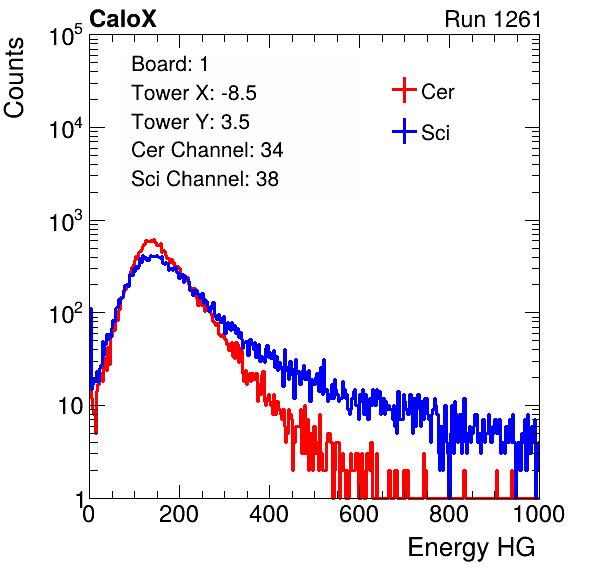 CaloX Run 1261
Counts
10^5
10^4
10^3
10^2
10
1
Board: 1
Tower X: -8.5
Tower Y: 3.5
Cer Channel: 34
Sci Channel: 38
Cer
Sci
0 200 400 600 800 1000
Energy HG